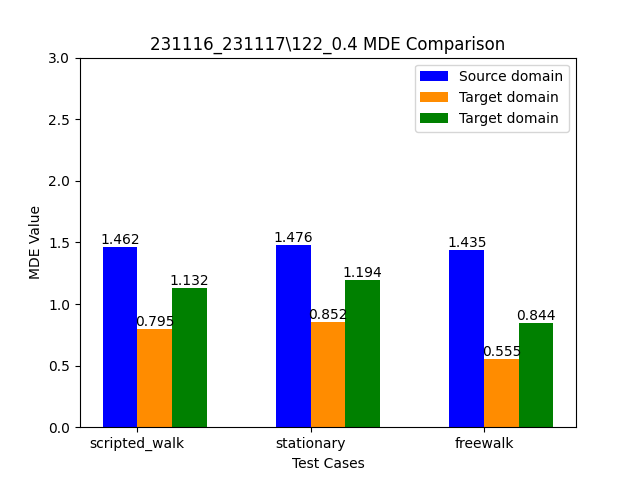 231116_231117\122_0.4 MDE Comparison
Source domain
Target domain
Target domain
MDE Value
3.0
2.5
2.0
1.5
1.0
0.5
0.0
1.462
0.795
1.132
1.476
0.852
1.194
1.435
0.555
0.844
scripted_walk
stationary
freewalk
Test Cases